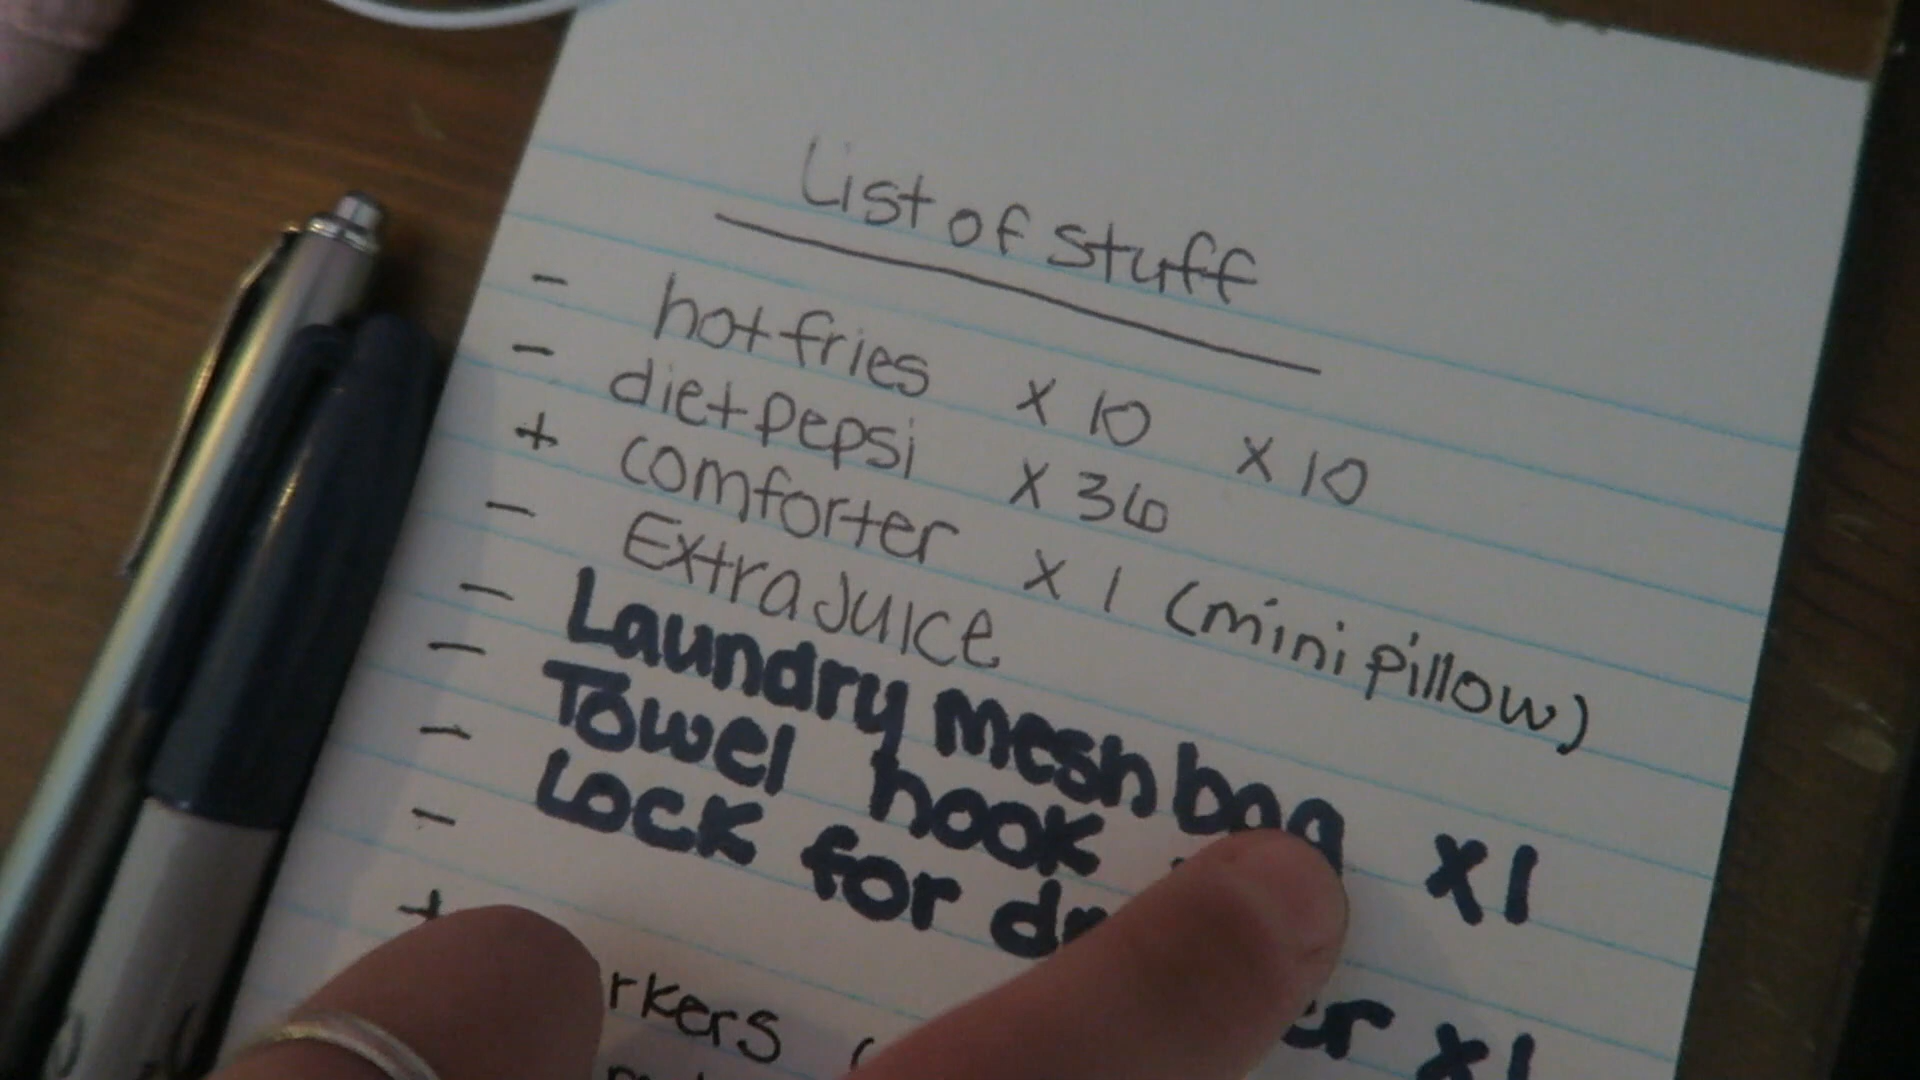 List of stuff
- hot fries x 10 x 10
- diet pepsi x 36
+ comforter x 1 (mini pillow)
- Extra Juice
- Laundry mesh bag x1
- Towel hook
- Lock for
+